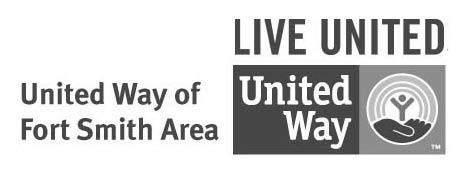 LIVE UNITED
United Way of
Fort Smith Area
United
Way
TM